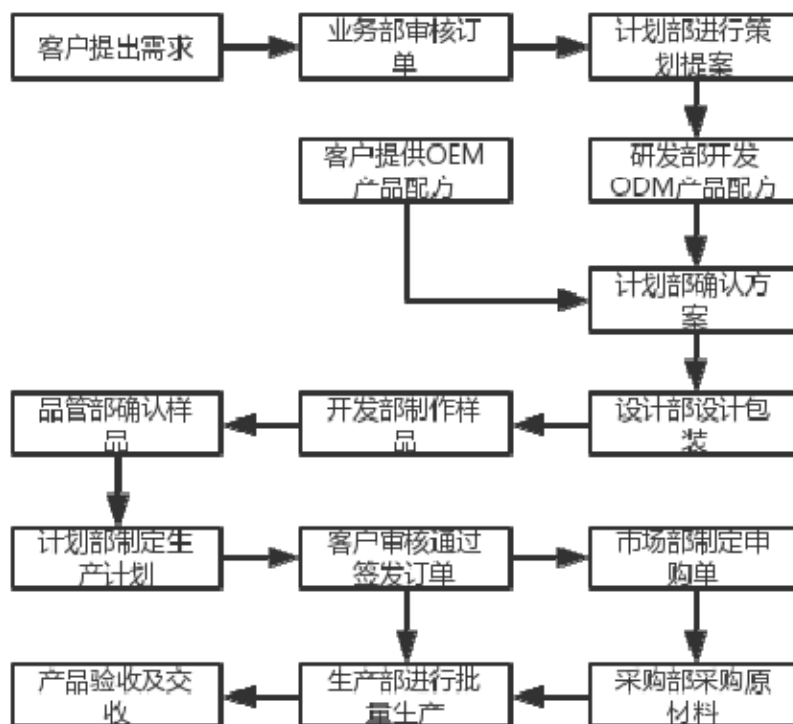 客户提出需求
业务部审核订
单
计划部进行策
划提案
客户提供OEM
产品配方
研发部开发
ODM产品配方
计划部确认方
案
品管部确认样
品
开发部制作样
品
设计部设计包
装
计划部制定生
产计划
客户审核通过
签发订单
市场部制定申
购单
产品验收及交
收
生产部进行批
量生产
采购部采购原
材料